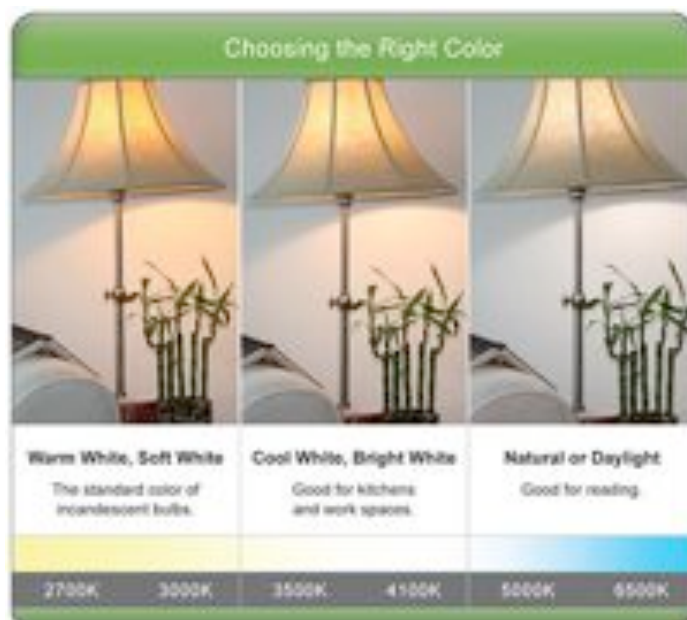 Choosing the Right Color
Warm White, Soft White
The standard color of
incandescent bulbs.
Cool White, Bright White
Good for kitchens
and work spaces.
Natural or Daylight
Good for reading.
2700K 3000K 3500K 4100K 5000K 6500K